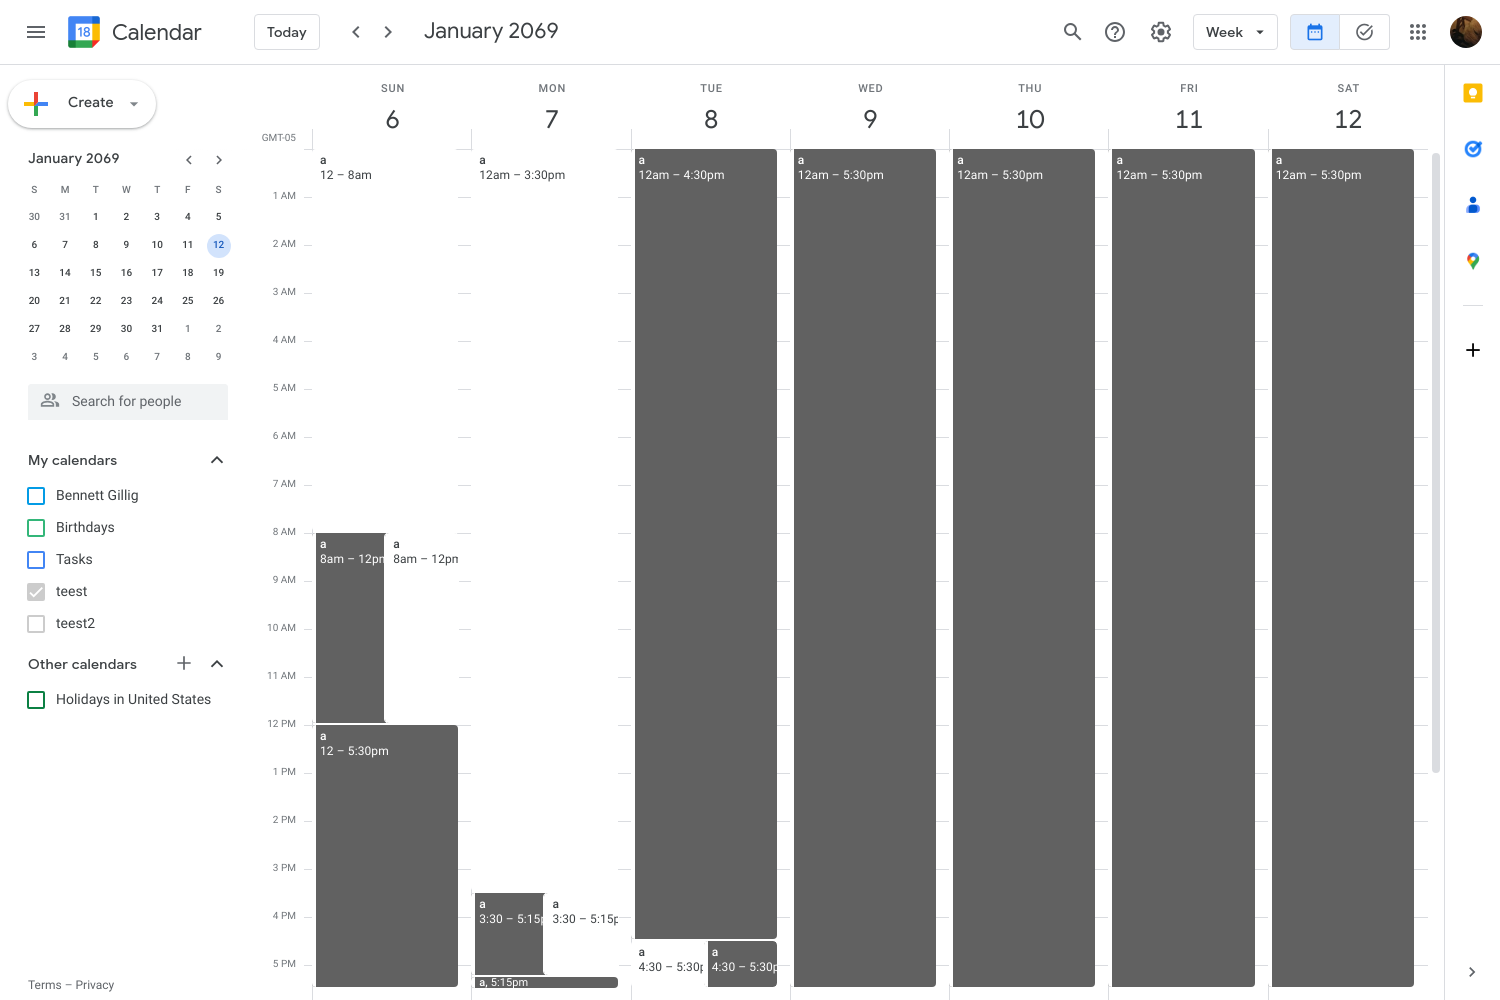 18 Calendar
Today
January 2069
Week
Create
January 2069
S M T W T F S
30 31 1 2 3 4 5
6 7 8 9 10 11 12
13 14 15 16 17 18 19
20 21 22 23 24 25 26
27 28 29 30 31 1 2
3 4 5 6 7 8 9
Search for people
My calendars
Bennett Gillig
Birthdays
Tasks
teest
teest2
Other calendars
Holidays in United States
Terms – Privacy
SUN MON TUE WED THU FRI SAT
6 7 8 9 10 11 12
GMT-05
1 AM
2 AM
3 AM
4 AM
5 AM
6 AM
7 AM
8 AM
9 AM
10 AM
11 AM
12 PM
1 PM
2 PM
3 PM
4 PM
5 PM
a
12 – 8am
a
8am – 12pm
a
8am – 12pm
a
12 – 5:30pm
a
12am – 3:30pm
a
3:30 – 5:15p
a
3:30 – 5:15p
a, 5:15pm
a
12am – 4:30pm
a
4:30 – 5:30p
a
4:30 – 5:30p
a
12am – 5:30pm
a
12am – 5:30pm
a
12am – 5:30pm
a
12am – 5:30pm